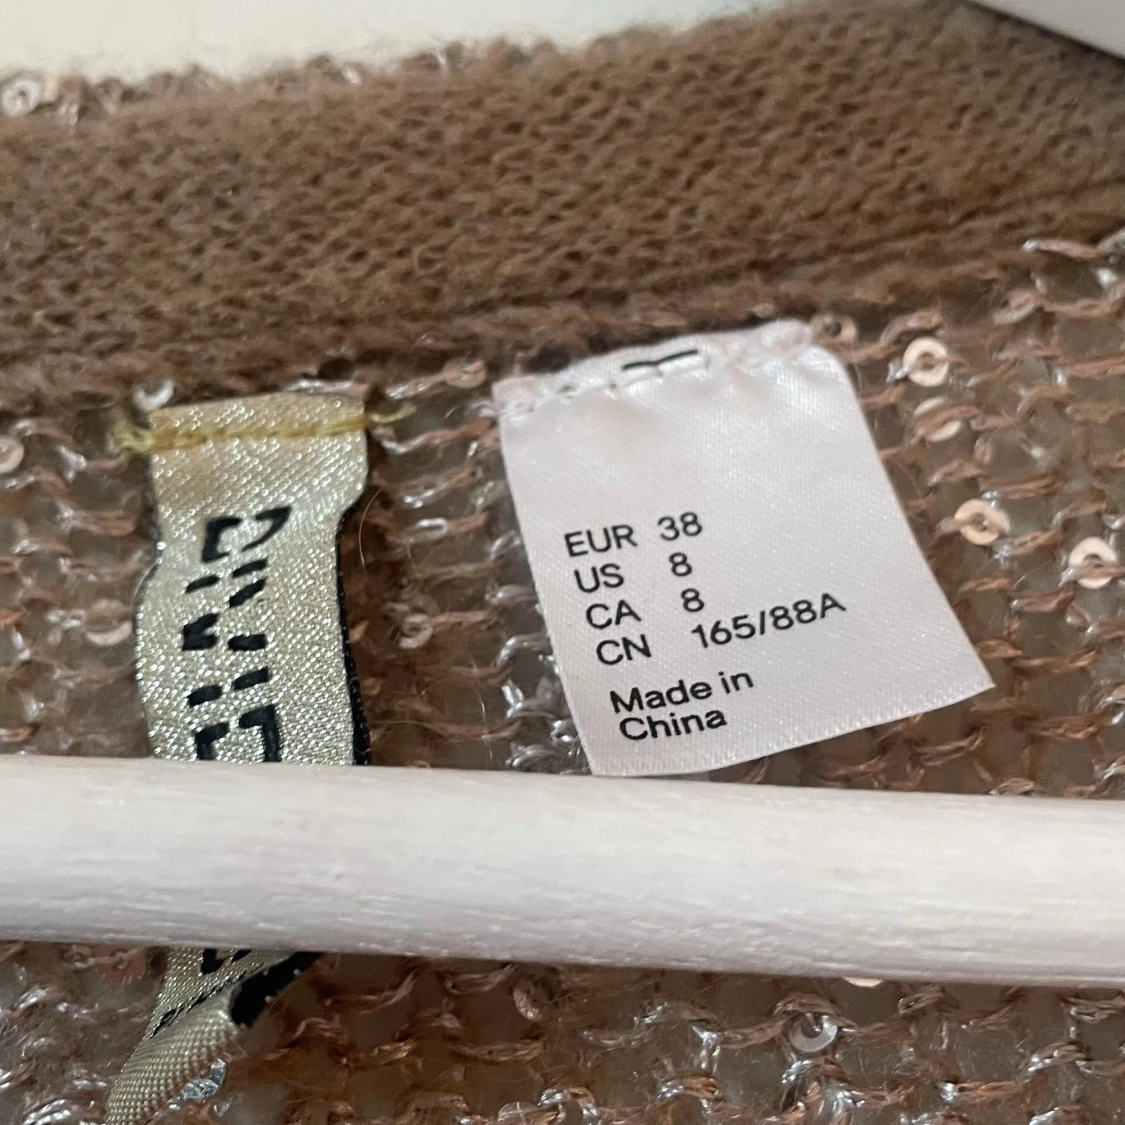 EUR 38
US 8
CA 8
CN 165/88A
Made in
China